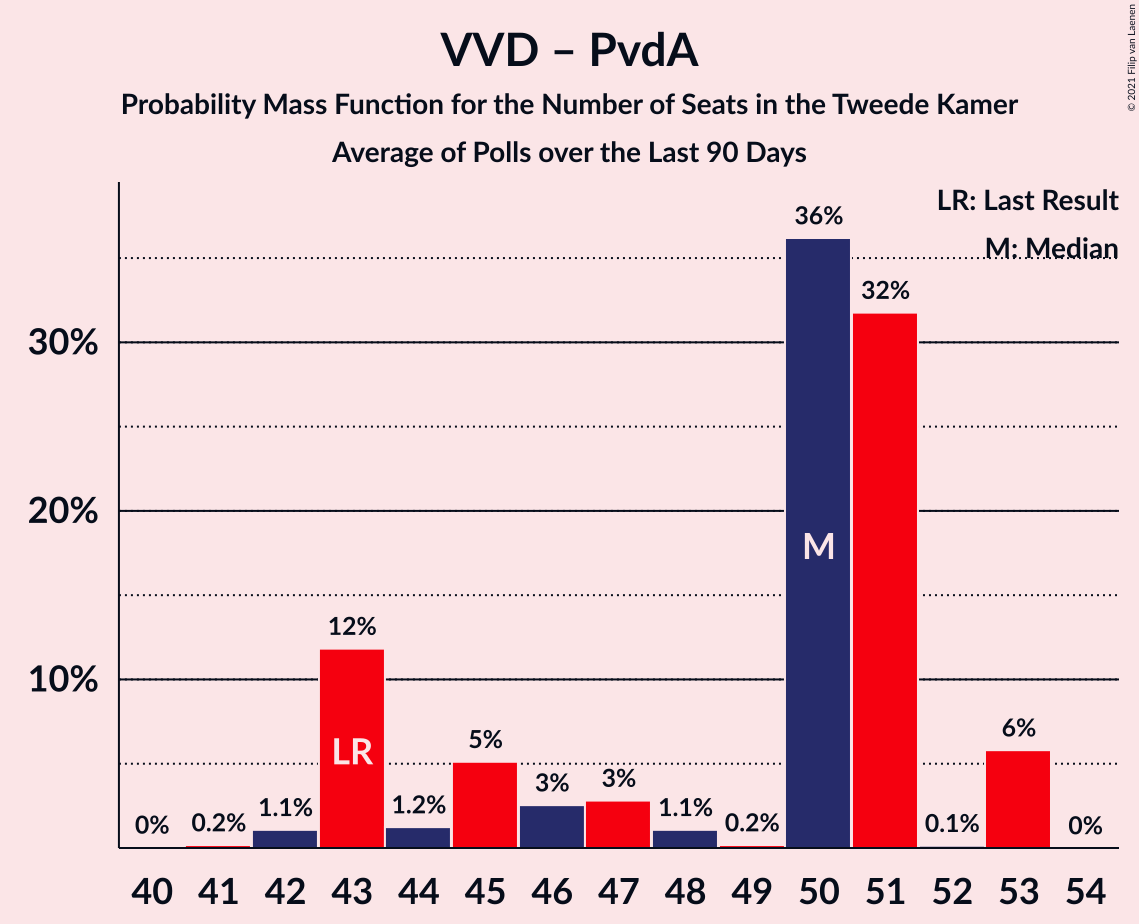 VVD – PvdA
Probability Mass Function for the Number of Seats in the Tweede Kamer
Average of Polls over the Last 90 Days
© 2021 Filip van Laenen
LR: Last Result
M: Median
30%
20%
10%
0%
0.2%
1.1%
12%
1.2%
5%
3%
3%
1.1%
0.2%
36%
32%
0.1%
6%
0%
LR
M
40 41 42 43 44 45 46 47 48 49 50 51 52 53 54